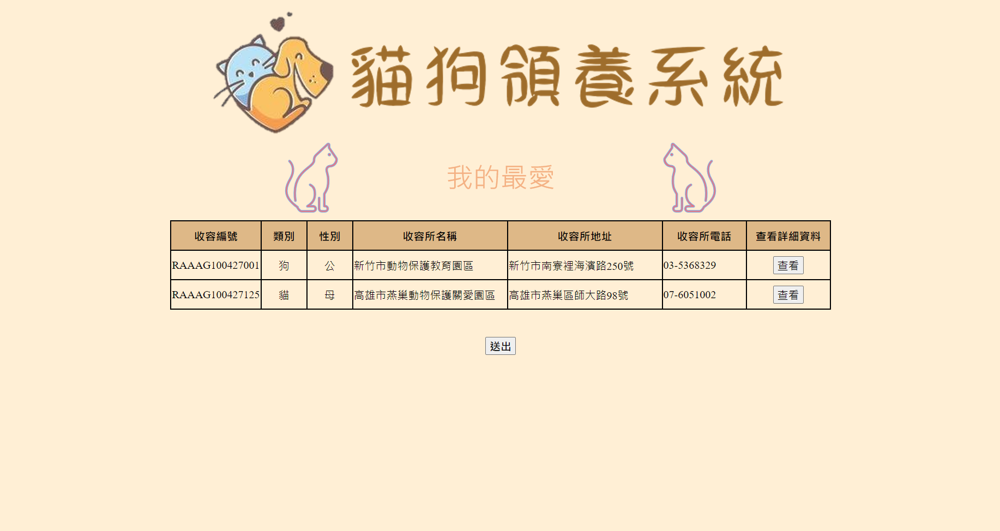 貓狗領養系統
我的最愛
收容編號 類別 性別 收容所名稱 收容所地址 收容所電話 查看詳細資料
RAAAG100427001 狗 公 新竹市動物保護教育園區 新竹市南寮裡海濱路250號 03-5368329 查看
RAAAG100427125 貓 母 高雄市燕巢動物保護關愛園區 高雄市燕巢區師大路98號 07-6051002 查看
送出